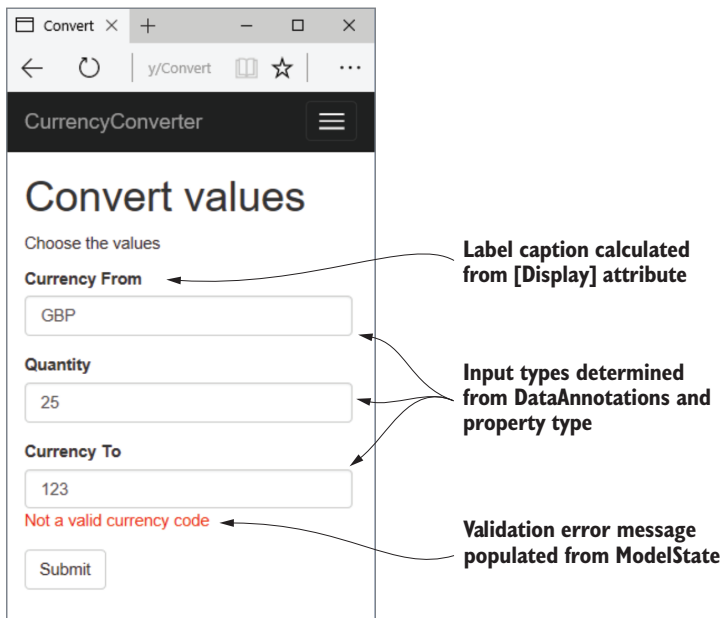 Convert
y/Convert
CurrencyConverter
Convert values
Choose the values
Currency From
GBP
Quantity
25
Currency To
123
Not a valid currency code
Submit
Label caption calculated
from [Display] attribute
Input types determined
from DataAnnotations and
property type
Validation error message
populated from ModelState